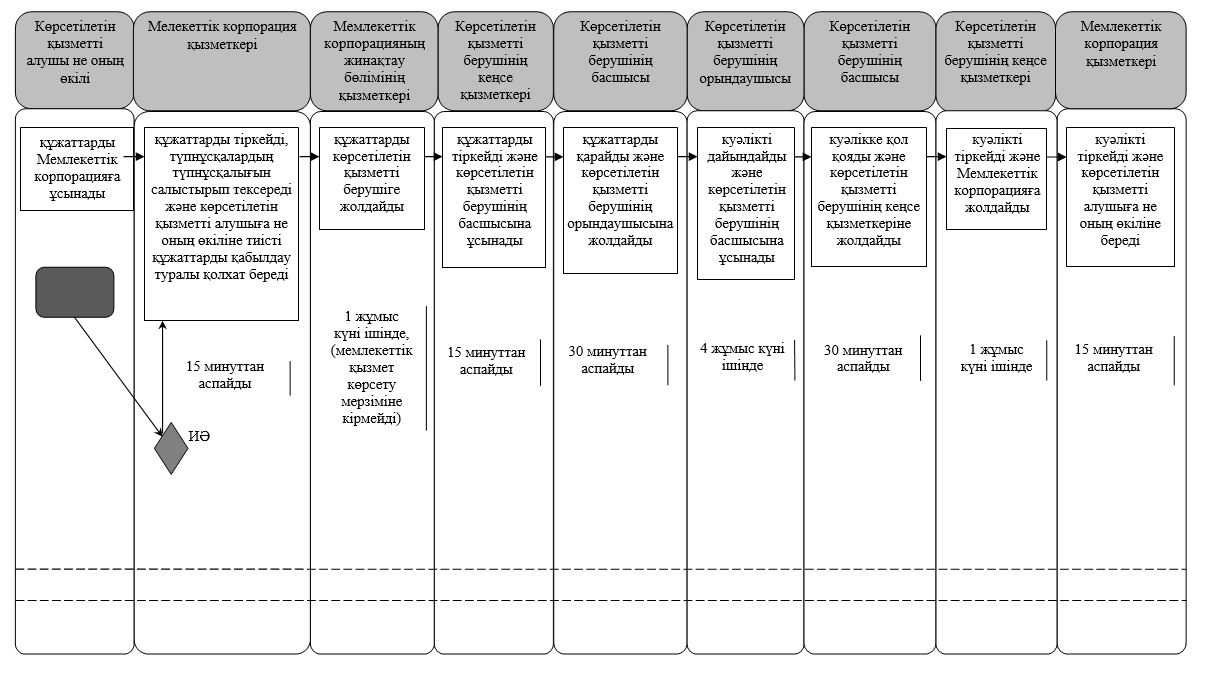 Көрсетілетін
қызметті
алушы не оның
өкілі
Мелекеттік корпорация
қызметкері
Мемлекеттік
корпорацияның
жинақтау
бөлімінің
қызметкері
Көрсетілетін
қызметті
берушінің
кеңсе
қызметкері
Көрсетілетін
қызметті
берушінің
басшысы
Көрсетілетін
қызметті
берушінің
орындаушысы
Көрсетілетін
қызметті
берушінің
басшысы
Көрсетілетін
қызметті
берушінің кеңсе
қызметкері
Мемлекеттік
корпорация
қызметкері
құжаттарды
Мемлекеттік
корпорацияға
ұсынады
құжаттарды тіркейді,
түпнұсқалардың
түпнұсқалығын
салыстырып тексереді
және көрсетілетін
қызметті алушыға не
оның өкіліне тиісті
құжаттарды қабылдау
туралы қолхат береді
құжаттарды
көрсетілетін
қызметті
берушіге
жолдайды
құжаттарды
тіркейді және
көрсетілетін
қызметті
берушінің
басшысына
ұсынады
құжаттарды
қарайды және
көрсетілетін
қызметті
берушінің
орындаушысына
жолдайды
куәлікті
дайындайды
және
көрсетілетін
қызметті
берушінің
басшысына
ұсынады
куәлікке қол
қояды және
көрсетілетін
қызметті
берушінің кеңсе
қызметкеріне
жолдайды
куәлікті
тіркейді және
Мемлекеттік
корпорацияға
жолдайды
куәлікті
тіркейді және
көрсетілетін
қызметті
алушыға не
оның өкіліне
береді
15 минуттан
аспайды
1 жұмыс
күні ішінде,
(мемлекеттік
қызмет
көрсету
мерзіміне
кірмейді)
15 минуттан
аспайды
30 минуттан
аспайды
4 жұмыс күні
ішінде
30 минуттан
аспайды
1 жұмыс
күні ішінде
15 минуттан
аспайды
ИӘ